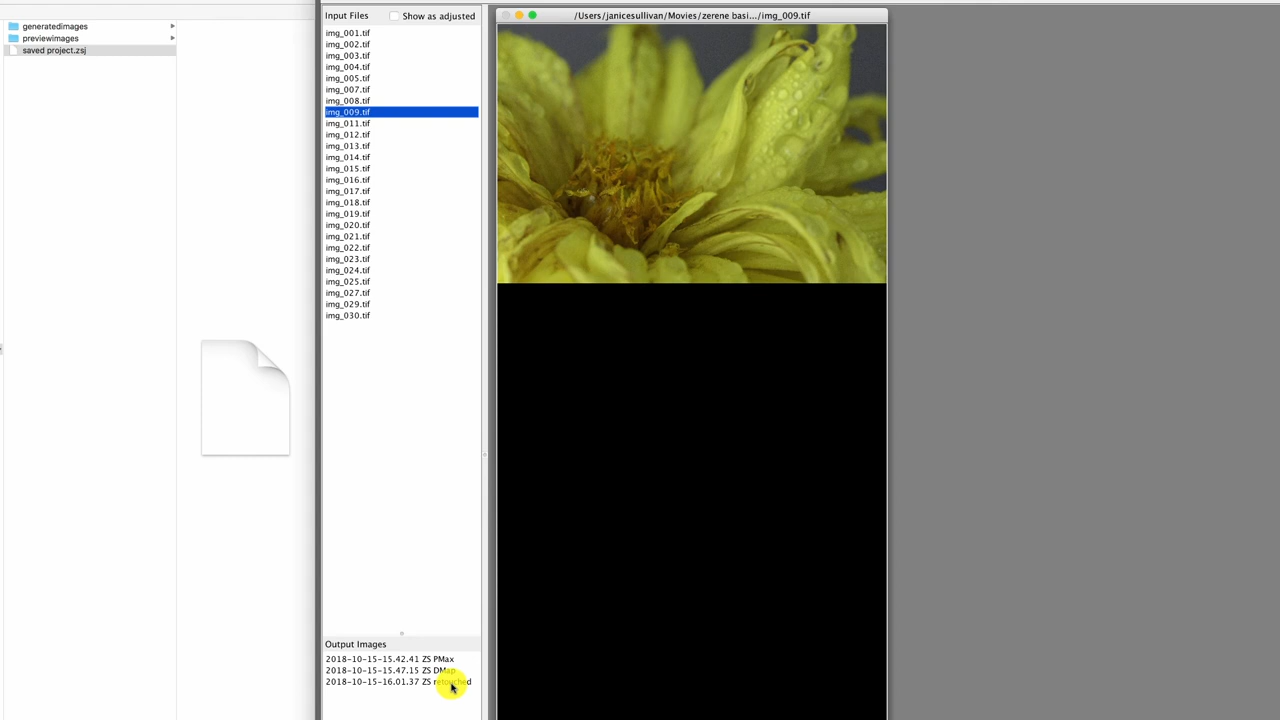 generatedimages
previewimages
saved project.zsj
Input Files
Show as adjusted
img_001.tif
img_002.tif
img_003.tif
img_004.tif
img_005.tif
img_007.tif
img_008.tif
img_009.tif
img_011.tif
img_012.tif
img_013.tif
img_014.tif
img_015.tif
img_016.tif
img_017.tif
img_018.tif
img_019.tif
img_020.tif
img_021.tif
img_022.tif
img_023.tif
img_024.tif
img_025.tif
img_027.tif
img_029.tif
img_030.tif
Output Images
2018-10-15-15.42.41 ZS PMax
2018-10-15-15.47.15 ZS DMap
2018-10-15-16.01.37 ZS retouched
/Users/janicesullivan/Movies/zerene basi.../img_009.tif